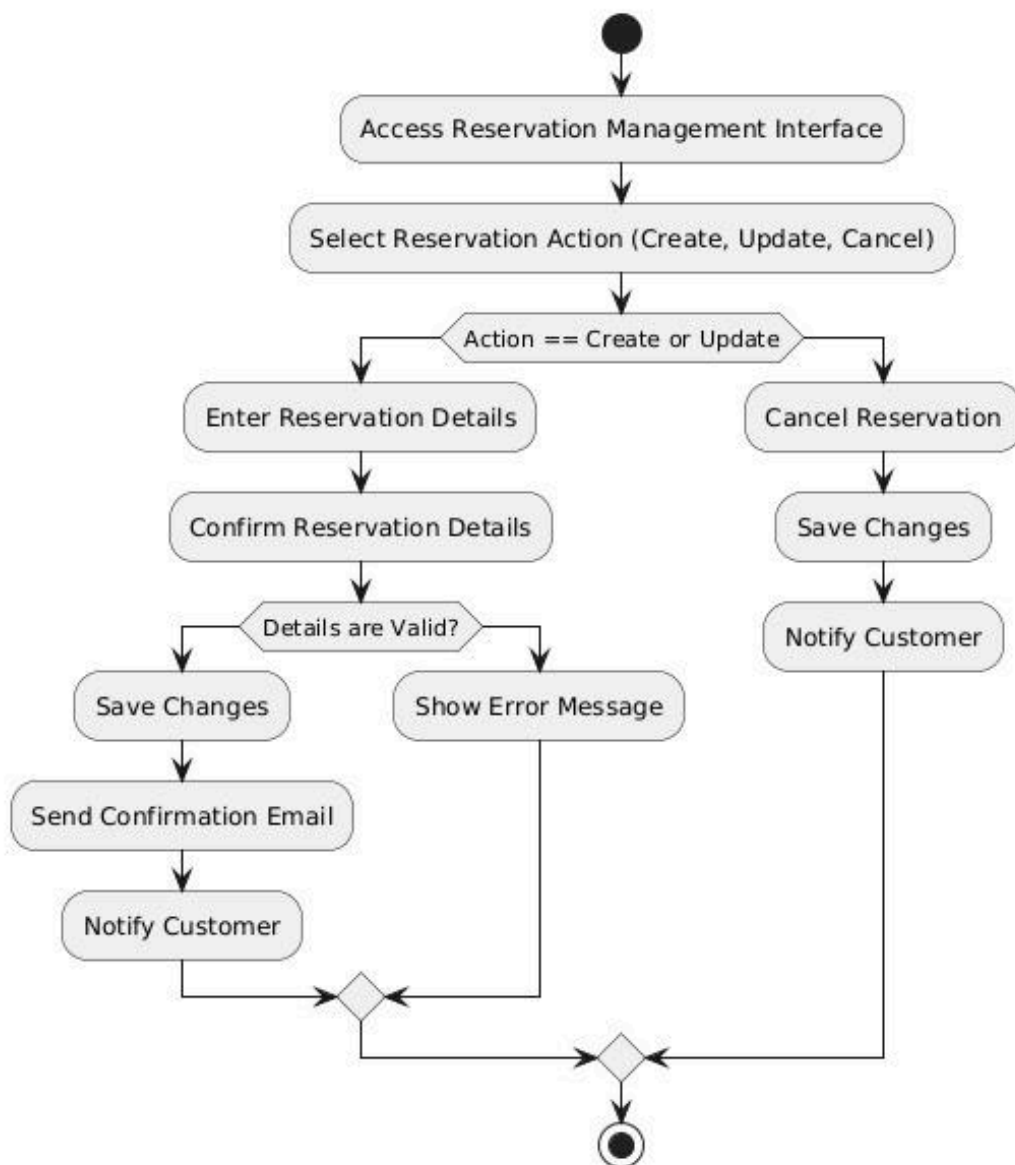 Access Reservation Management Interface
Select Reservation Action (Create, Update, Cancel)
Action == Create or Update
Enter Reservation Details
Confirm Reservation Details
Details are Valid?
Save Changes
Send Confirmation Email
Notify Customer
Show Error Message
Cancel Reservation
Save Changes
Notify Customer